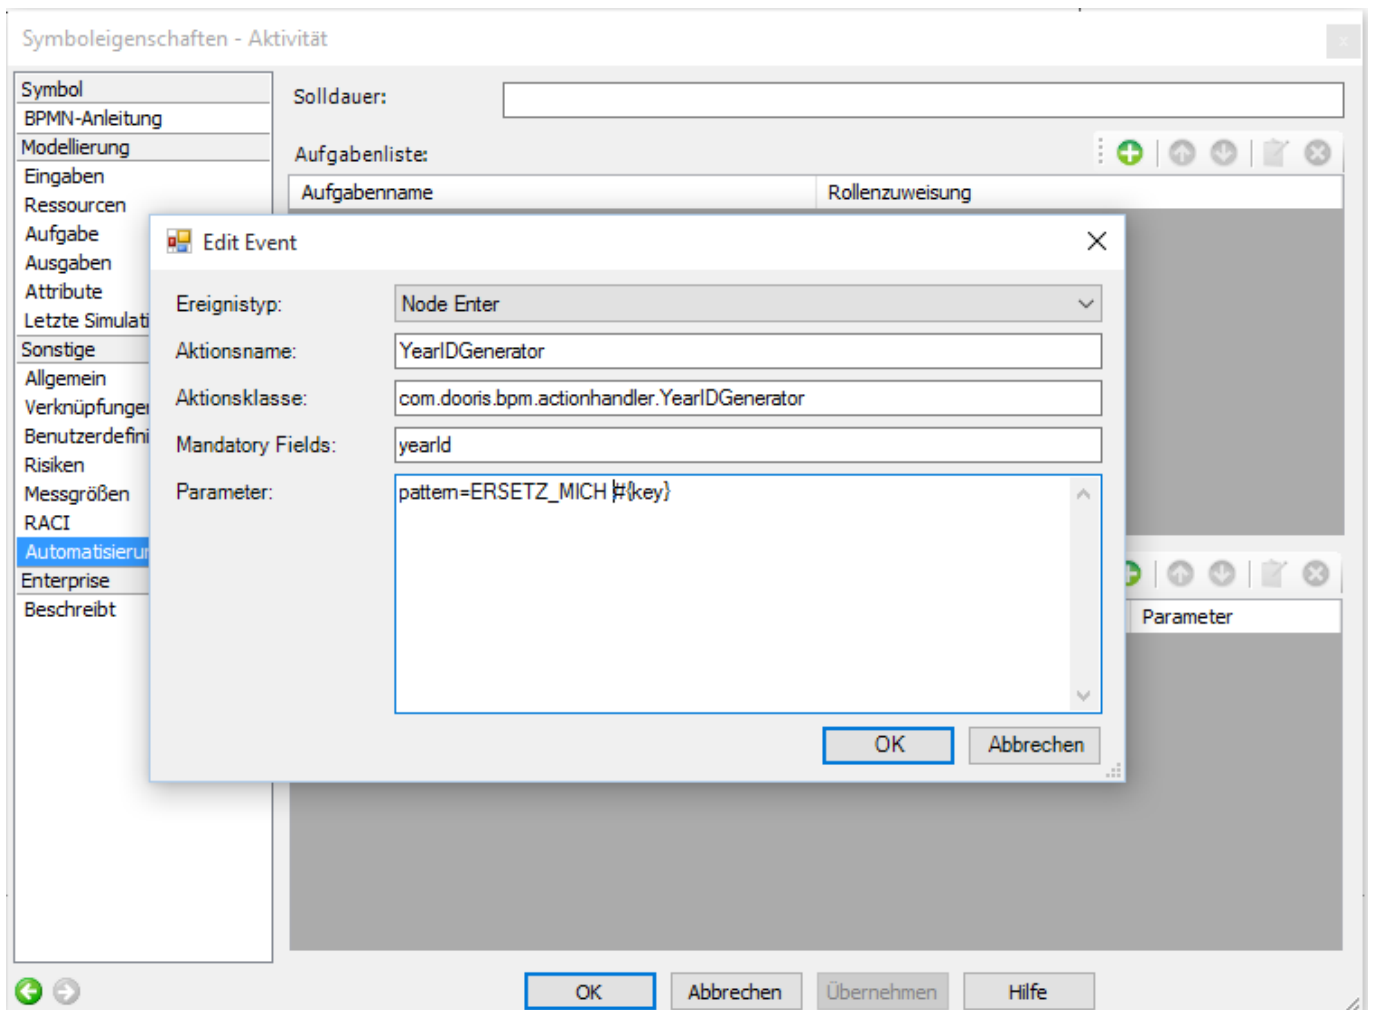 Symboleigenschaften - Aktivität
x
Symbol
BPMN-Anleitung
Modellierung
Eingaben
Ressourcen
Aufgabe
Ausgaben
Attribute
Letzte Simulati
Sonstige
Allgemein
Verknüpfunge
Benutzerdefini
Risiken
Messgrößen
RACI
Automatisieru
Enterprise
Beschreibt
Solldauer:
Aufgabenliste:
Aufgabenname Rollenzuweisung
Edit Event
Ereignistyp: Node Enter
Aktionsname: YearIDGenerator
Aktionsklasse: com.dooris.bpm.actionhandler.YearIDGenerator
Mandatory Fields: yearId
Parameter: pattern=ERSETZ_MICH #{key}
OK Abbrechen
Parameter
OK Abbrechen Übernehmen Hilfe